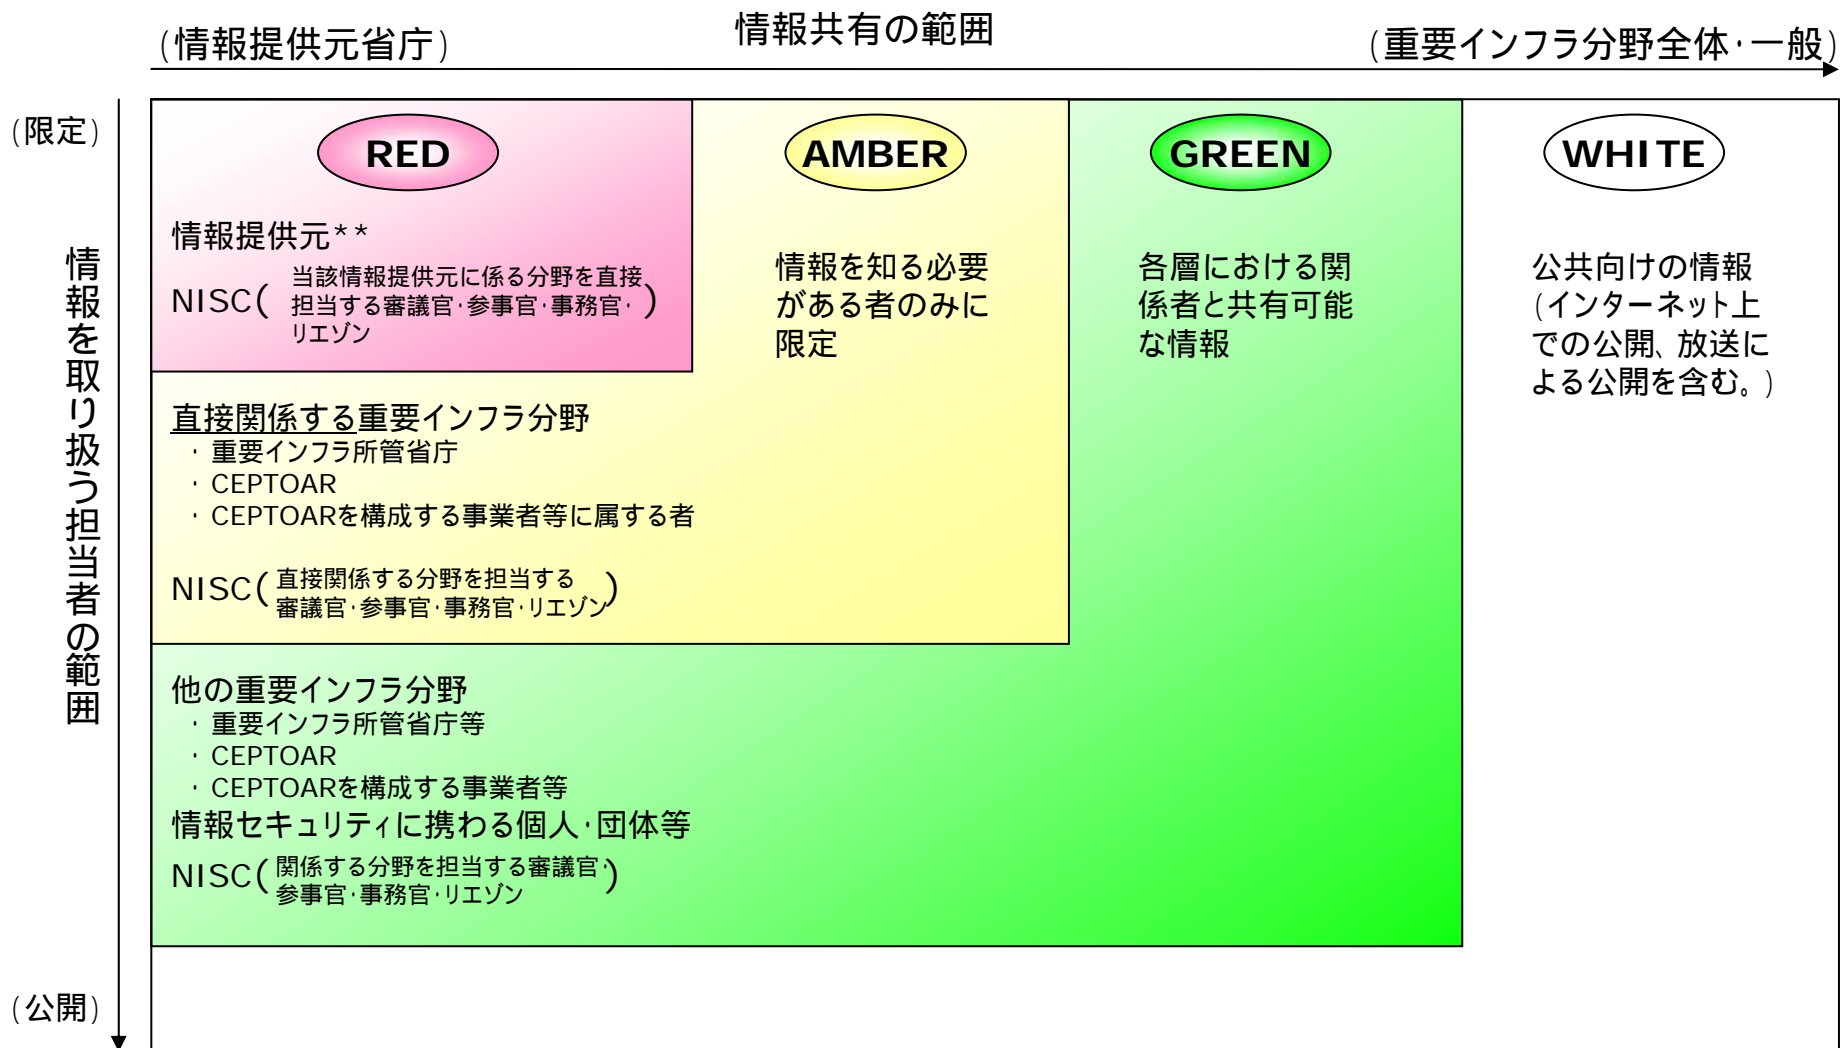 情報共有の範囲
(情報提供元省庁)
(重要インフラ分野全体・一般)
(限定)
情報を取り扱う担当者の範囲
(公開)
RED
情報提供元**
NISC(当該情報提供元に係る分野を直接
担当する審議官・参事官・事務官・
リエゾン)
AMBER
情報を知る必要
がある者のみに
限定
GREEN
各層における関
係者と共有可能
な情報
WHITE
公共向けの情報
(インターネット上
での公開、放送に
よる公開を含む。)
直接関係する重要インフラ分野
・重要インフラ所管省庁
・CEPTOAR
・CEPTOARを構成する事業者等に属する者
NISC(直接関係する分野を担当する
審議官・参事官・事務官・リエゾン)
他の重要インフラ分野
・重要インフラ所管省庁等
・CEPTOAR
・CEPTOARを構成する事業者等
情報セキュリティに携わる個人・団体等
NISC(関係する分野を担当する審議官・
参事官・事務官・リエゾン)